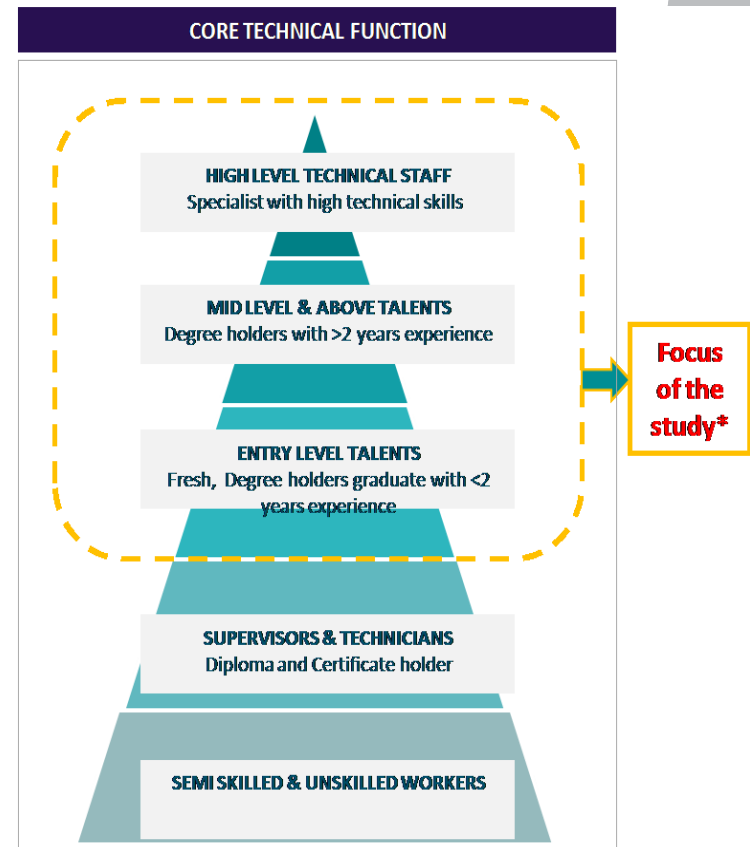 CORE TECHNICAL FUNCTION
HIGH LEVEL TECHNICAL STAFF
Specialist with high technical skills
MID LEVEL & ABOVE TALENTS
Degree holders with >2 years experience
Focus
of the
study*
ENTRY LEVEL TALENTS
Fresh, Degree holders graduate with <2
years experience
SUPERVISORS & TECHNICIANS
Diploma and Certificate holder
SEMI SKILLED & UNSKILLED WORKERS